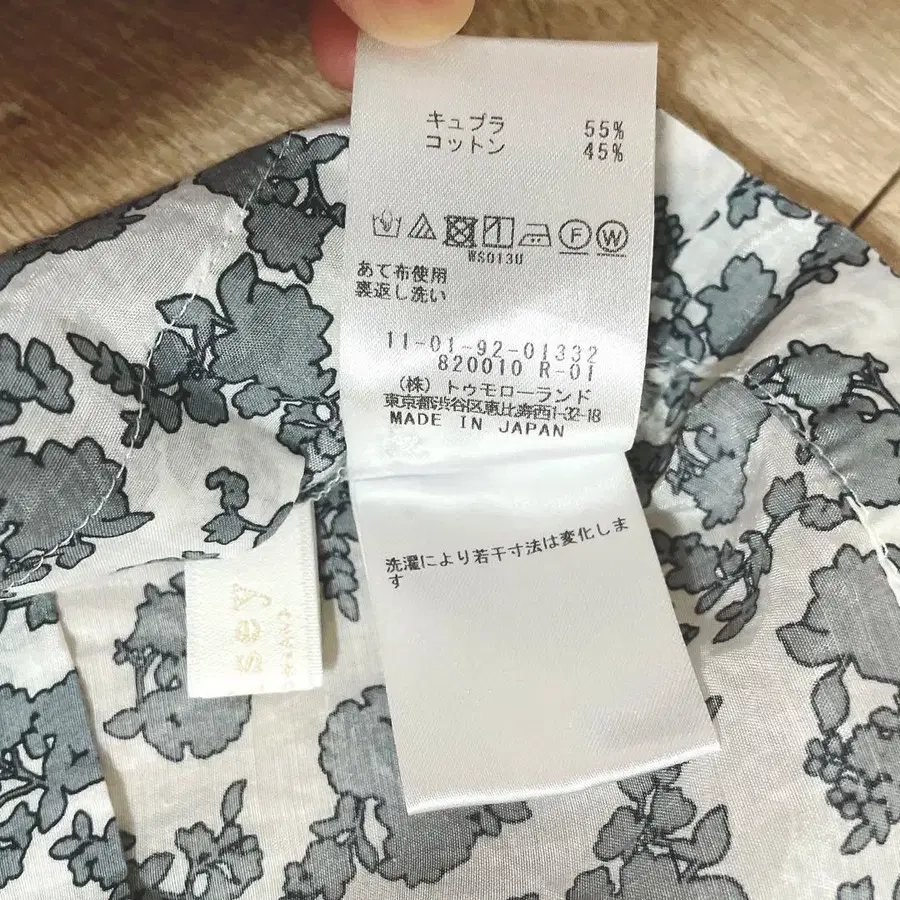 キュプラ 55%
コットン 45%
F W
WS013U
あて布使用
裏返し洗い
11-01-92-01332
820010 R-01
(株) トゥモローランド
東京都渋谷区恵比寿西1-32-18
MADE IN JAPAN
洗濯により若干寸法は変化しま
す
sey